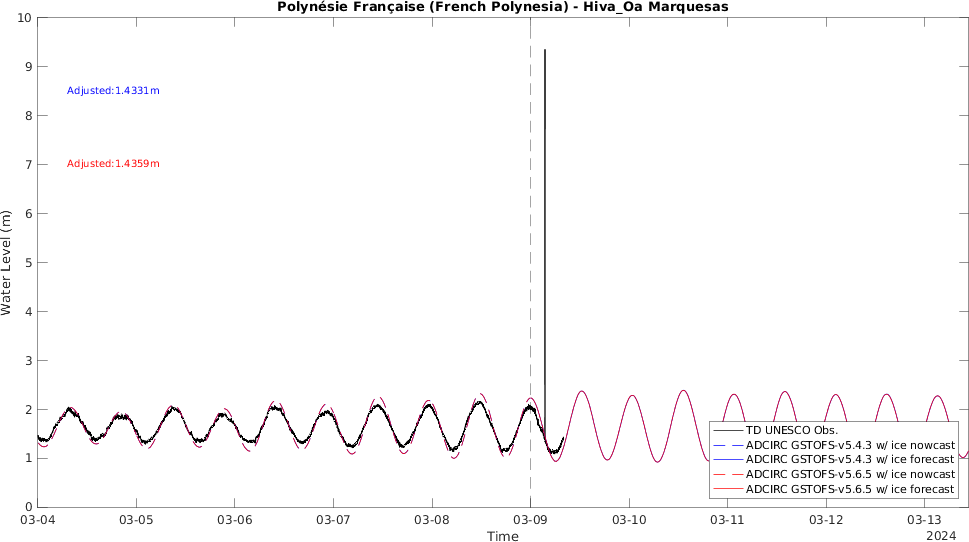 Polynésie Française (French Polynesia) - Hiva_Oa Marquesas
10
9
8
7
6
5
4
3
2
1
0
Water Level (m)
Adjusted:1.4331m
Adjusted:1.4359m
TD UNESCO Obs.
ADCIRC GSTOFS-v5.4.3 w/ ice nowcast
ADCIRC GSTOFS-v5.4.3 w/ ice forecast
ADCIRC GSTOFS-v5.6.5 w/ ice nowcast
ADCIRC GSTOFS-v5.6.5 w/ ice forecast
03-04 03-05 03-06 03-07 03-08 03-09 03-10 03-11 03-12 03-13
Time
2024